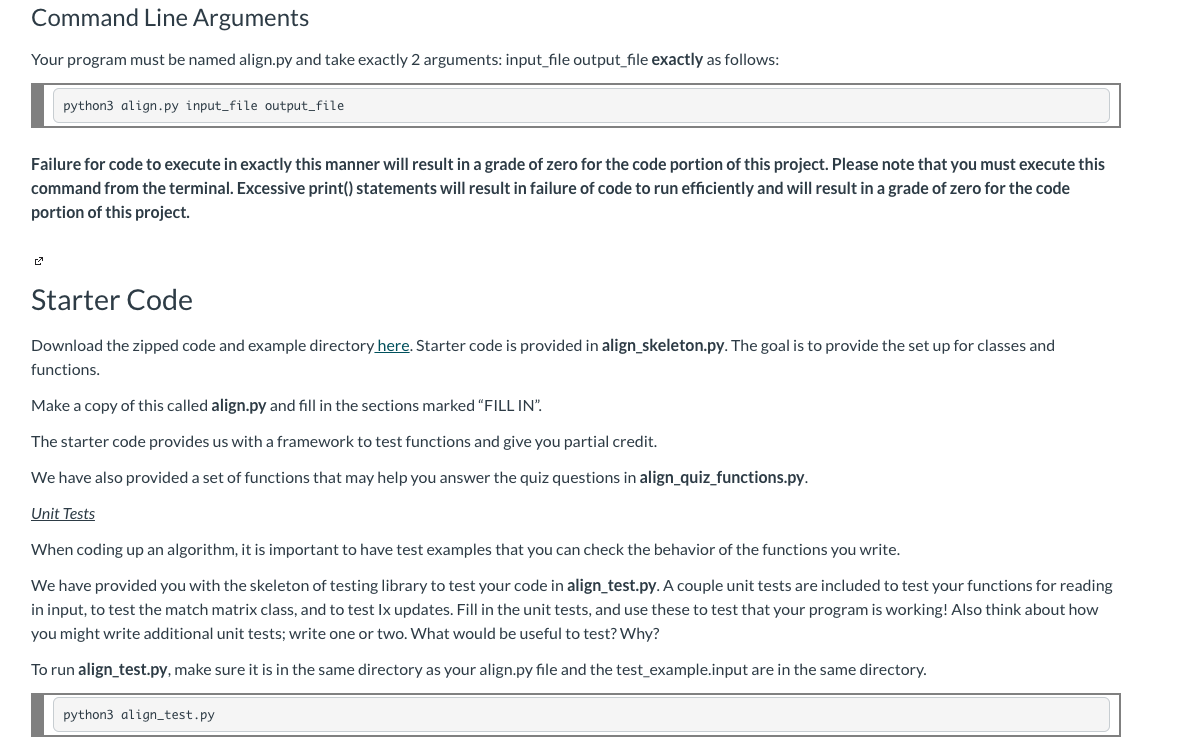 Command Line Arguments
Your program must be named align.py and take exactly 2 arguments: input_file output_file exactly as follows:
python3 align.py input_file output_file
Failure for code to execute in exactly this manner will result in a grade of zero for the code portion of this project. Please note that you must execute this
command from the terminal. Excessive print() statements will result in failure of code to run efficiently and will result in a grade of zero for the code
portion of this project.
Starter Code
Download the zipped code and example directory here. Starter code is provided in align_skeleton.py. The goal is to provide the set up for classes and
functions.
Make a copy of this called align.py and fill in the sections marked “FILL IN”.
The starter code provides us with a framework to test functions and give you partial credit.
We have also provided a set of functions that may help you answer the quiz questions in align_quiz_functions.py.
Unit Tests
When coding up an algorithm, it is important to have test examples that you can check the behavior of the functions you write.
We have provided you with the skeleton of testing library to test your code in align_test.py. A couple unit tests are included to test your functions for reading
in input, to test the match matrix class, and to test Ix updates. Fill in the unit tests, and use these to test that your program is working! Also think about how
you might write additional unit tests; write one or two. What would be useful to test? Why?
To run align_test.py, make sure it is in the same directory as your align.py file and the test_example.input are in the same directory.
python3 align_test.py